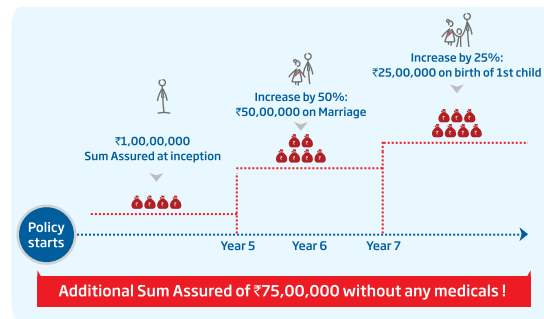 Increase by 25%:
₹25,00,000 on birth of 1st child
Increase by 50%:
₹50,00,000 on Marriage
₹1,00,00,000
Sum Assured at inception
Policy
starts
Year 5
Year 6
Year 7
Additional Sum Assured of ₹75,00,000 without any medicals !